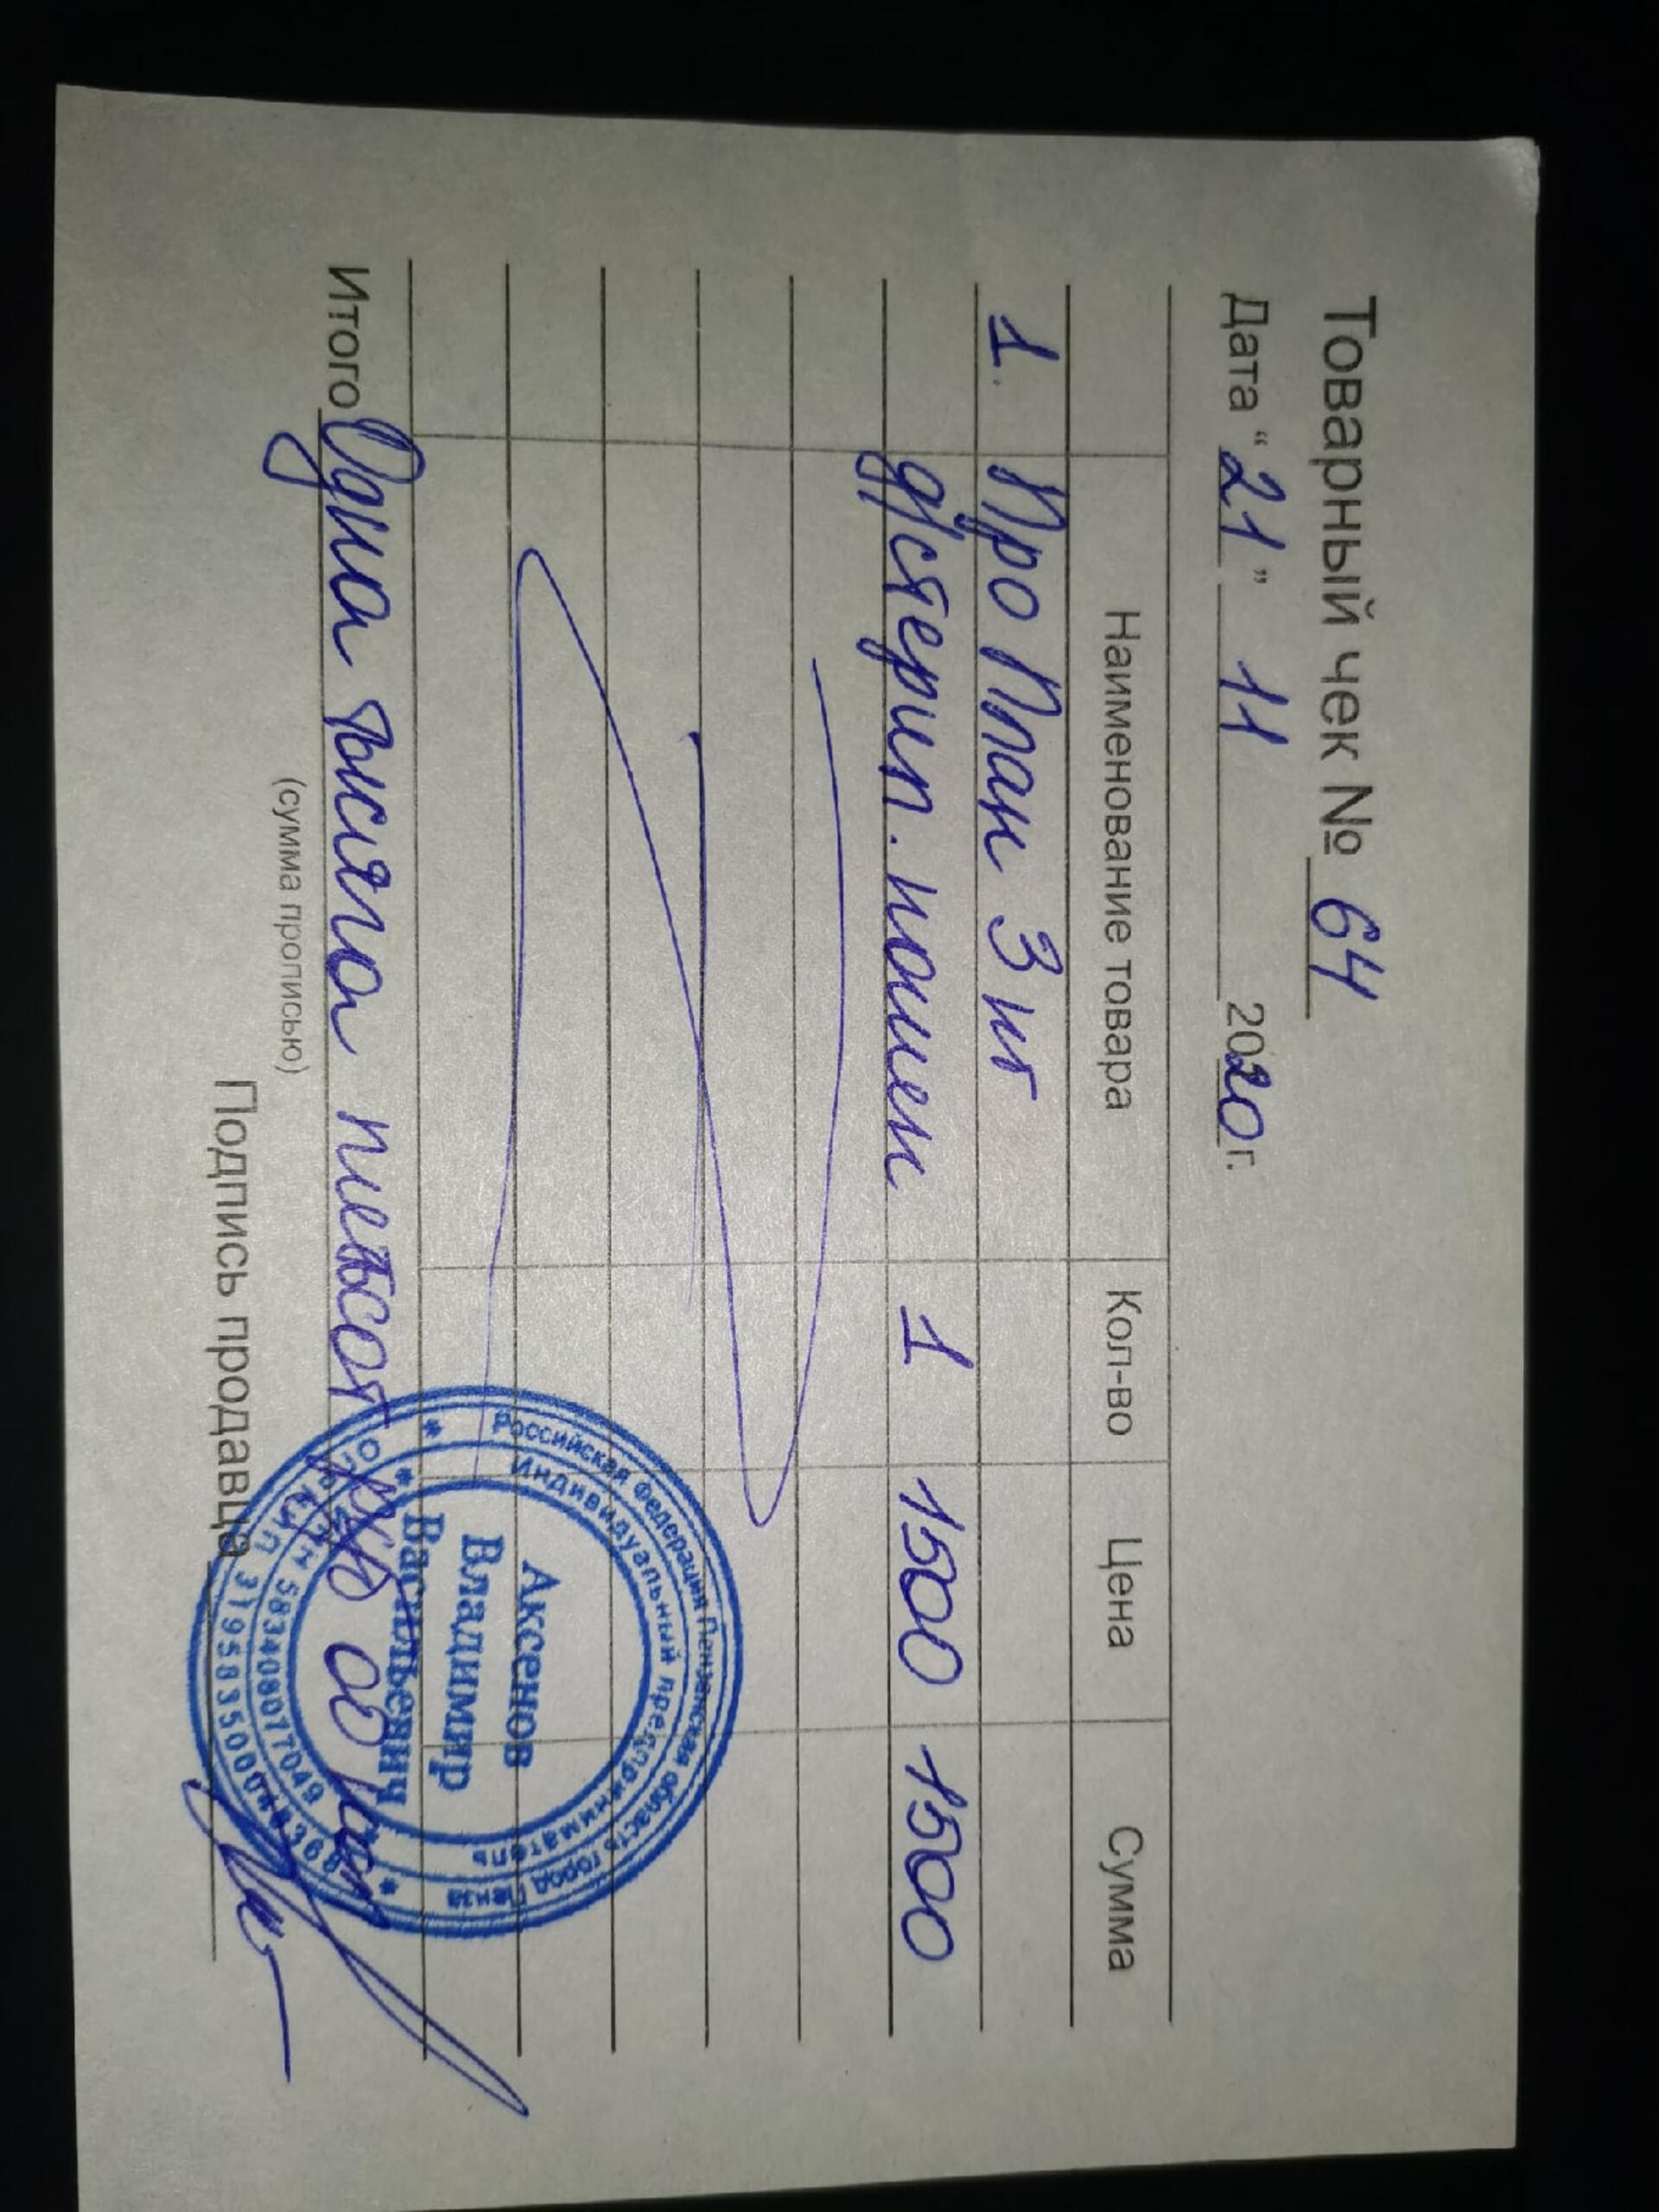 Товарный чек № 64
Дата “21” 11 2020 г.
Наименование товара Кол-во Цена Сумма
1. Про План 3 кг
д/стерил. кошек 1 1500 1500
Итого Одна тысяча пятьсот руб 00 коп
(сумма прописью)
Подпись продавца
Российская Федерация Пензенская область город Пенза
Индивидуальный предприниматель
Аксенов
Владимир
Васильевич
ИНН 583408077049